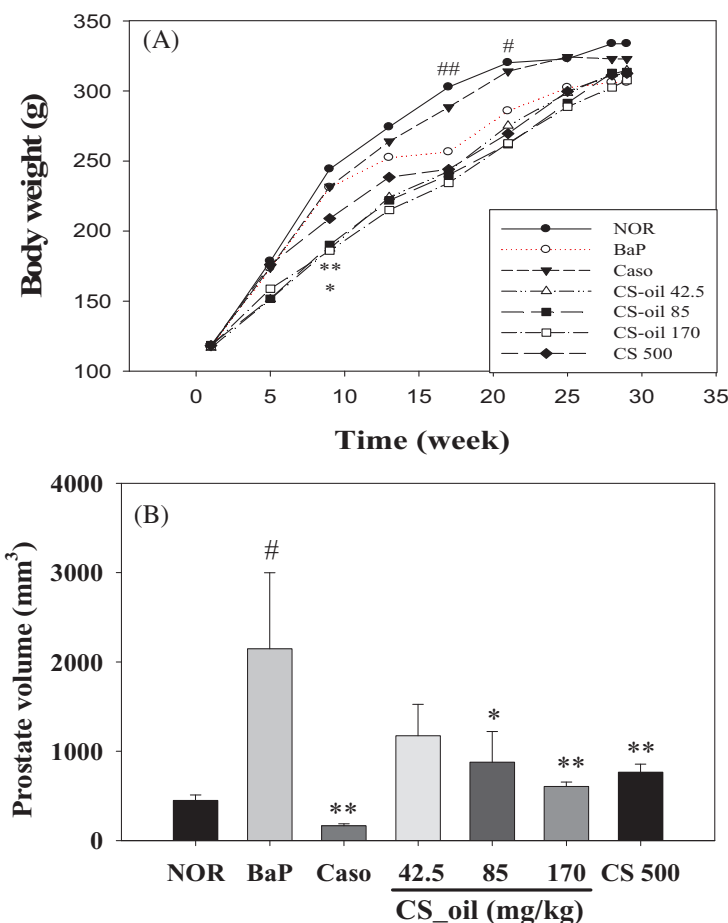 (A)
350
300
250
200
150
100
Body weight (g)
##
#
**
*
NOR
BaP
Caso
CS-oil 42.5
CS-oil 85
CS-oil 170
CS 500
0 5 10 15 20 25 30 35
Time (week)
(B)
4000
3000
2000
1000
0
Prostate volume (mm³)
#
**
*
**
**
NOR BaP Caso 42.5 85 170 CS 500
CS_oil (mg/kg)